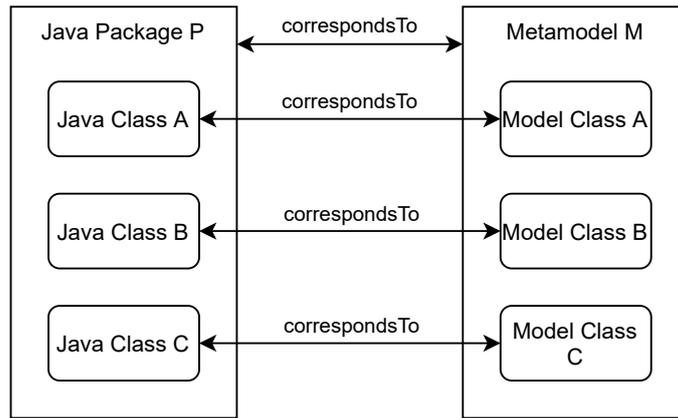 Java Package P
correspondsTo
Metamodel M
Java Class A
correspondsTo
Model Class A
Java Class B
correspondsTo
Model Class B
Java Class C
correspondsTo
Model Class
C